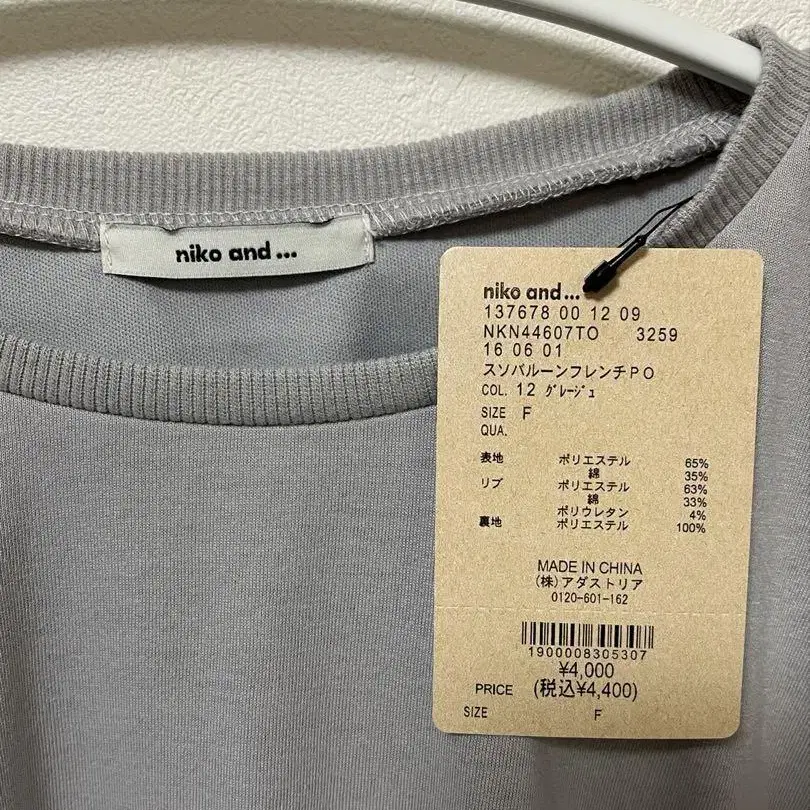 niko and ...
niko and ...
137678 00 12 09
NKN44607TO 3259
16 06 01
スソバルーンフレンチPO
COL. 12 グレージュ
SIZE F
QUA.
表地 ポリエステル 65%
綿 35%
リブ ポリエステル 63%
綿 33%
ポリウレタン 4%
裏地 ポリエステル 100%
MADE IN CHINA
(株)アダストリア
0120-601-162
1900008305307
¥4,000
PRICE (税込¥4,400)
SIZE F